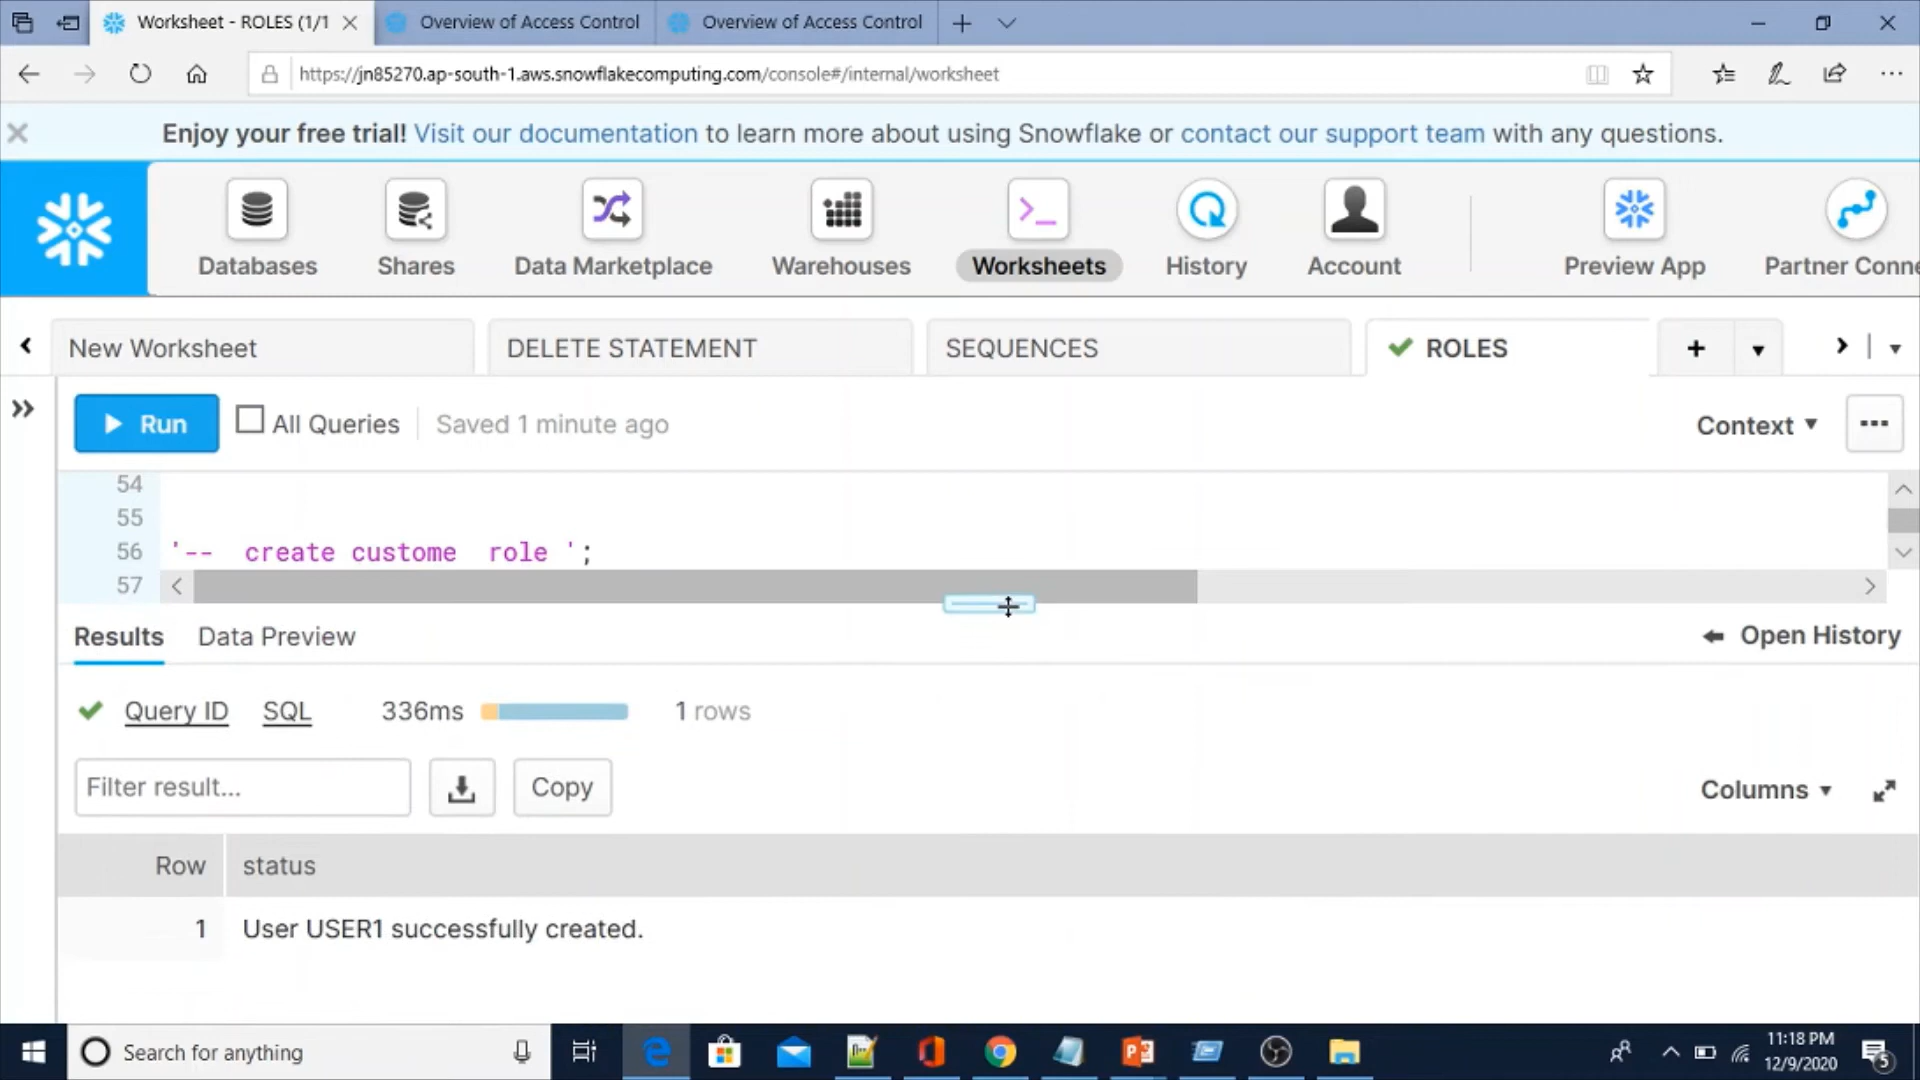 Worksheet - ROLES (1/1
Overview of Access Control
Overview of Access Control
https://jn85270.ap-south-1.aws.snowflakecomputing.com/console#/internal/worksheet
Enjoy your free trial! Visit our documentation to learn more about using Snowflake or contact our support team with any questions.
Databases
Shares
Data Marketplace
Warehouses
Worksheets
History
Account
Preview App
Partner Conne
New Worksheet
DELETE STATEMENT
SEQUENCES
ROLES
Run
All Queries
Saved 1 minute ago
Context
54
55
56 '-- create custome role ';
57
Results
Data Preview
Open History
Query ID
SQL
336ms
1 rows
Filter result...
Copy
Columns
Row status
1 User USER1 successfully created.
Search for anything
11:18 PM
12/9/2020
5